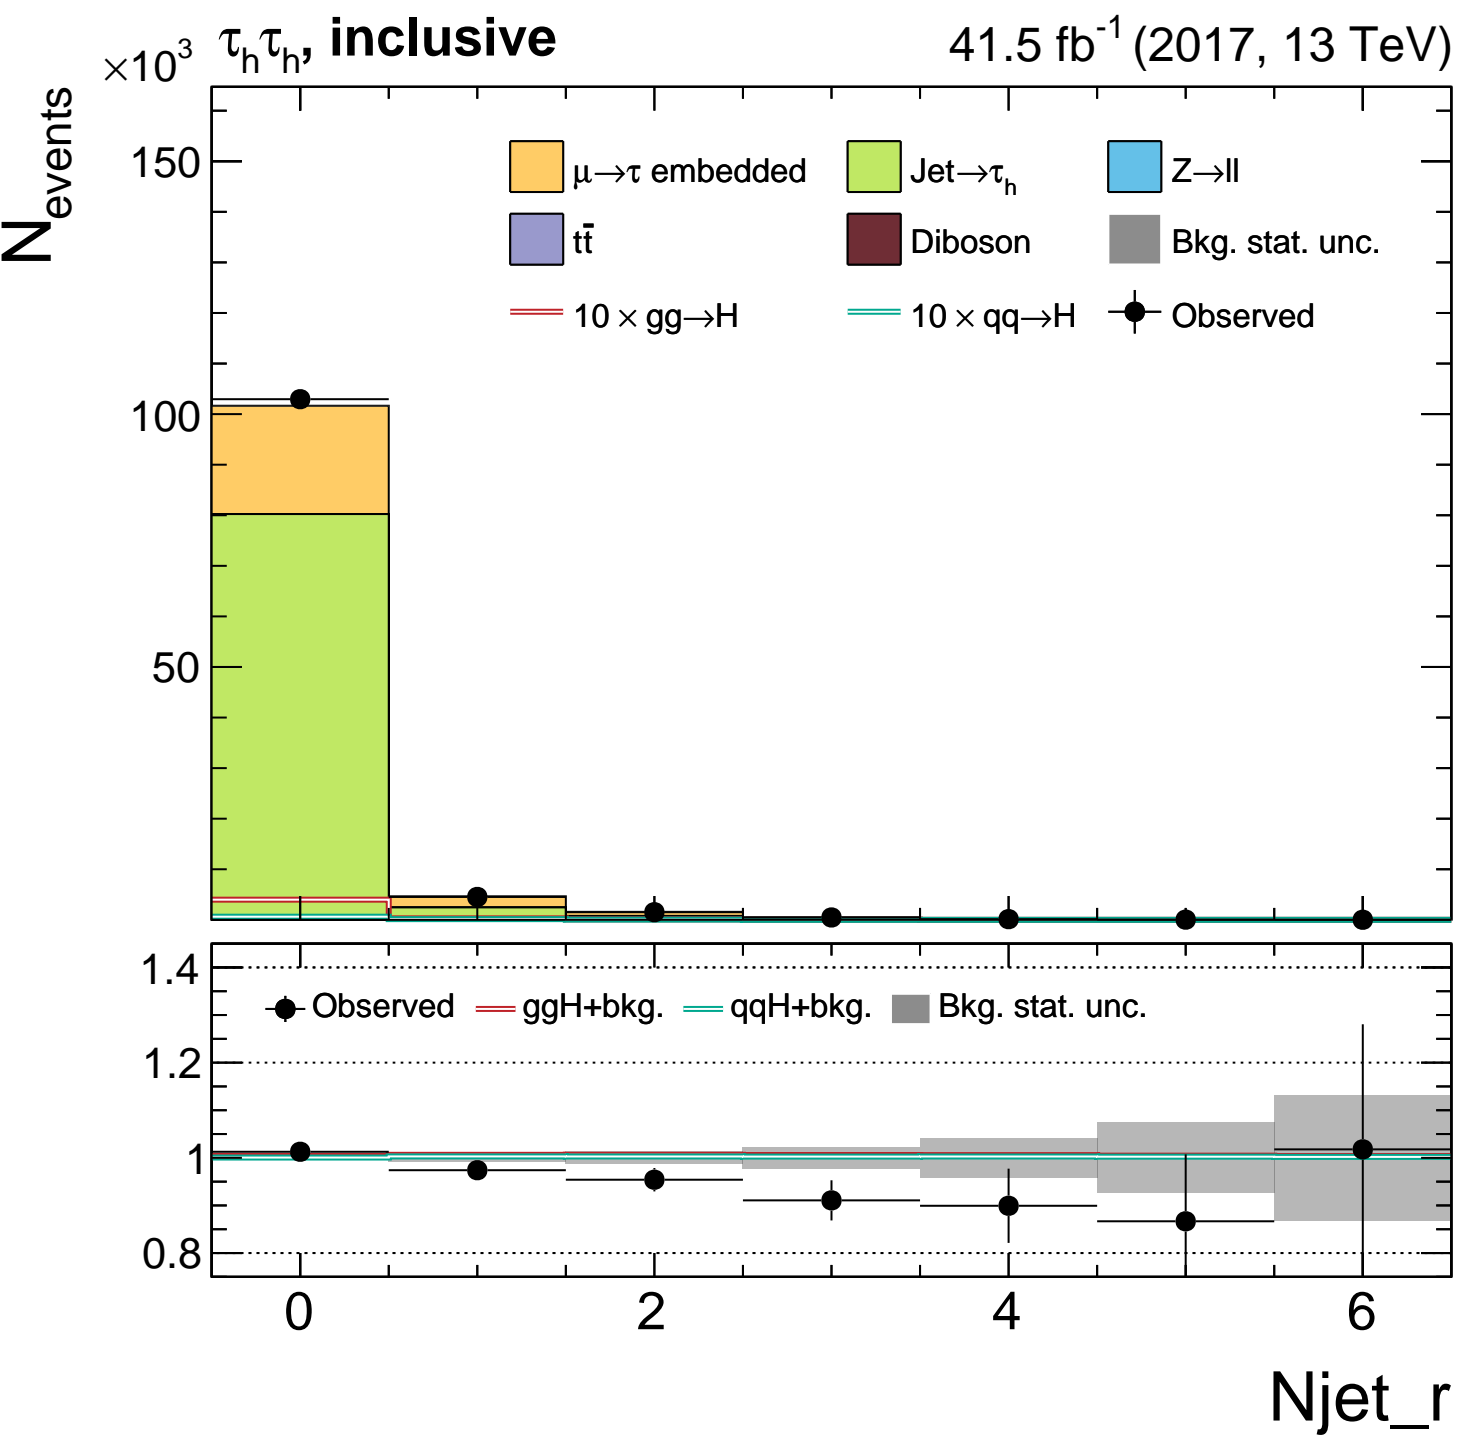 ×10³ τₕτₕ, inclusive 41.5 fb⁻¹ (2017, 13 TeV)
N_events
150
100
50
μ→τ embedded Jet→τₕ Z→ll
tt̄ Diboson Bkg. stat. unc.
10 × gg→H 10 × qq→H Observed
1.4
1.2
1
0.8
Observed ggH+bkg. qqH+bkg. Bkg. stat. unc.
0 2 4 6
Njet_r